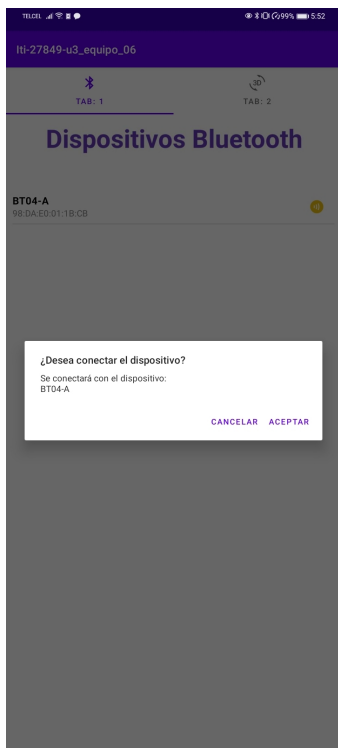 TELCEL 99% 5:52
Iti-27849-u3_equipo_06
3D
TAB: 1 TAB: 2
Dispositivos Bluetooth
BT04-A
98:DA:E0:01:1B:CB
¿Desea conectar el dispositivo?
Se conectará con el dispositivo:
BT04-A
CANCELAR ACEPTAR